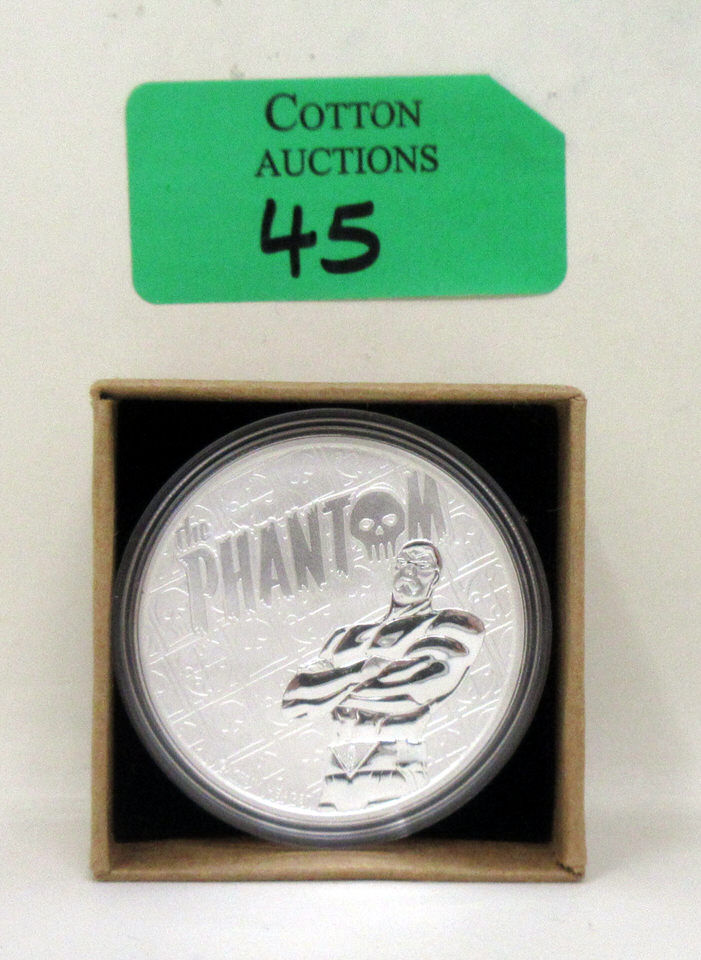 COTTON
AUCTIONS
45
the
PHANTOM